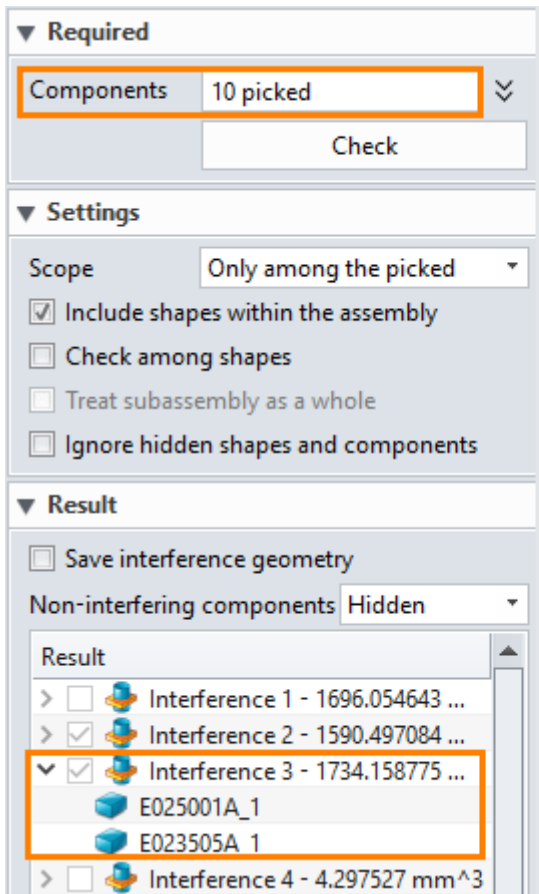 Required
Components 10 picked
Check
Settings
Scope Only among the picked
Include shapes within the assembly
Check among shapes
Treat subassembly as a whole
Ignore hidden shapes and components
Result
Save interference geometry
Non-interfering components Hidden
Result
Interference 1 - 1696.054643 ...
Interference 2 - 1590.497084 ...
Interference 3 - 1734.158775 ...
E025001A_1
E023505A_1
Interference 4 - 4.297527 mm^3